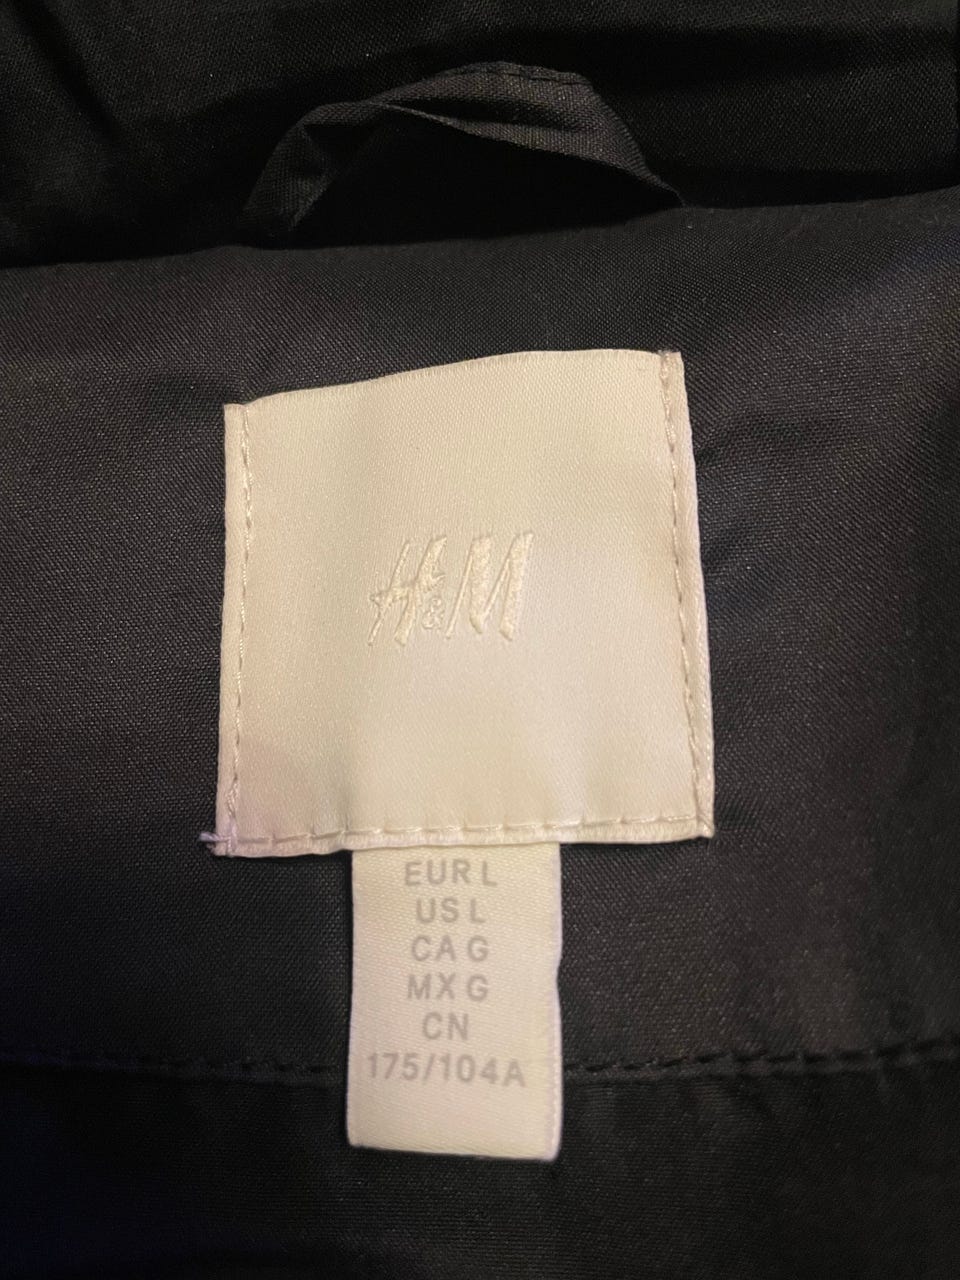 H&M
EUR L
US L
CA G
MX G
CN
175/104A